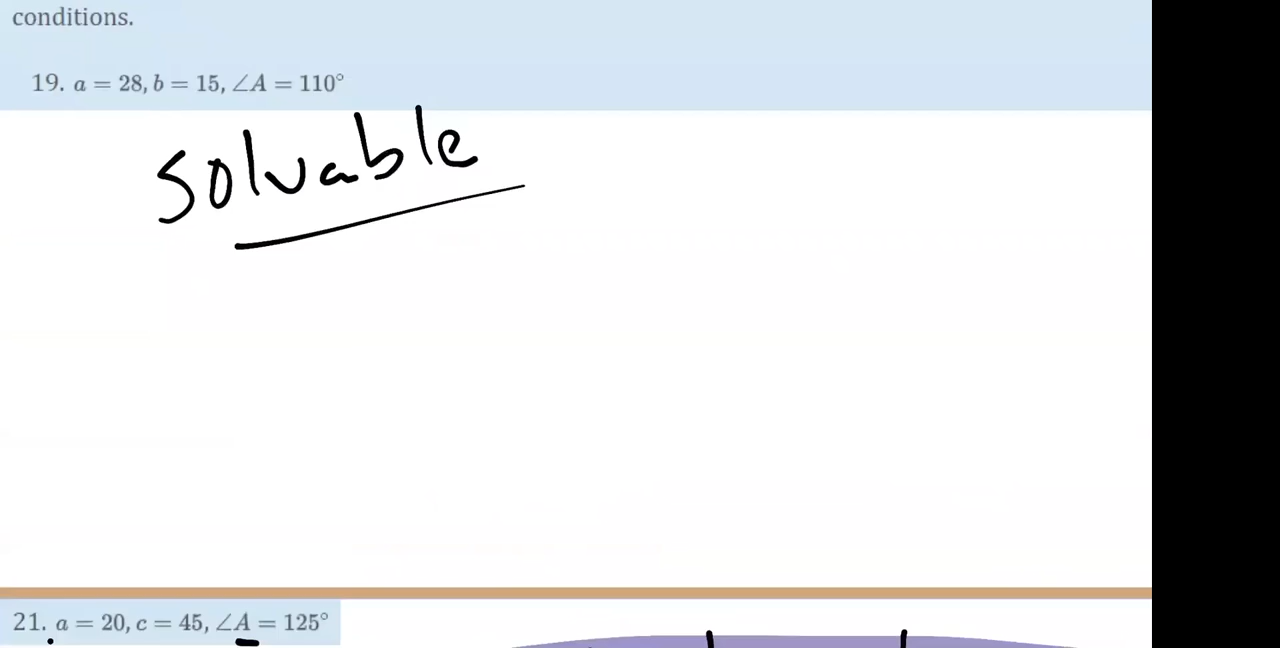 conditions.
19. a = 28, b = 15, ∠A = 110°
solvable
21. a = 20, c = 45, ∠A = 125°